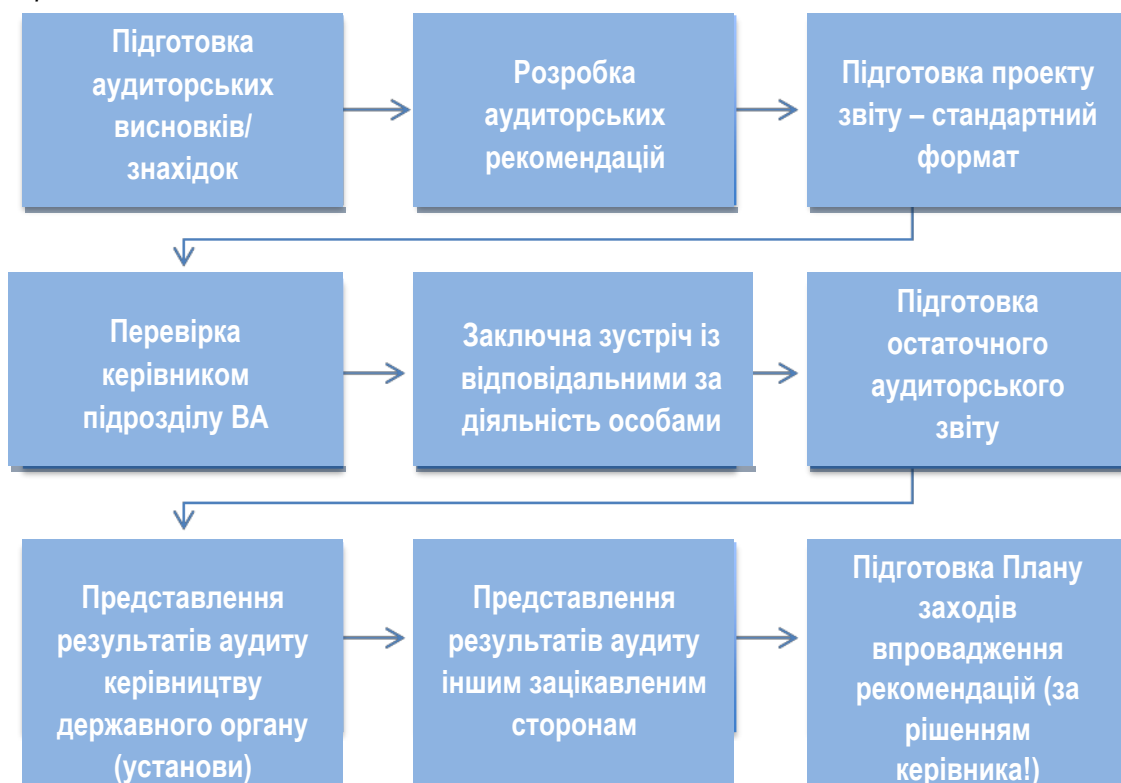 Підготовка
аудиторських
висновків/
знахідок
Розробка
аудиторських
рекомендацій
Підготовка проекту
звіту – стандартний
формат
Перевірка
керівником
підрозділу ВА
Заключна зустріч із
відповідальними за
діяльність особами
Підготовка
остаточного
аудиторського
звіту
Представлення
результатів аудиту
керівництву
державного органу
(установи)
Представлення
результатів аудиту
іншим зацікавленим
сторонам
Підготовка Плану
заходів
впровадження
рекомендацій (за
рішенням
керівника!)